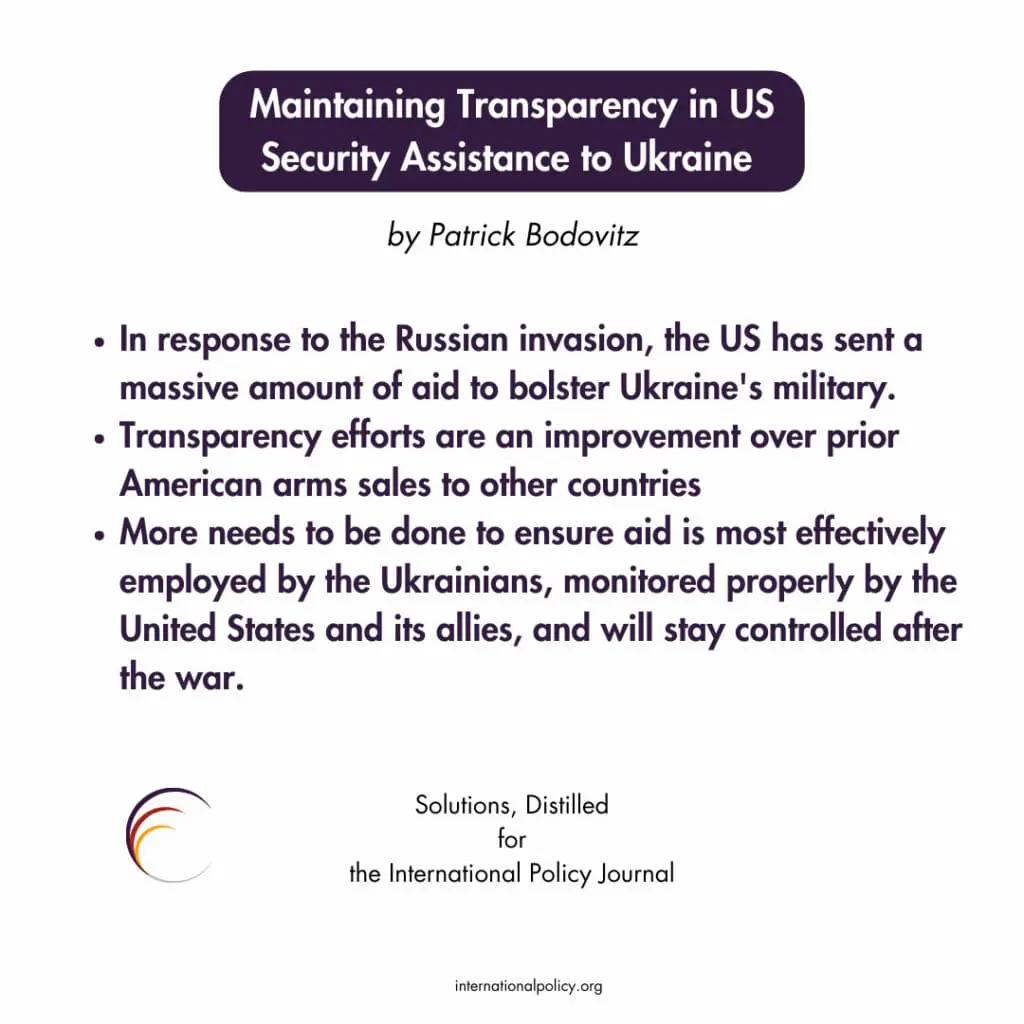 Maintaining Transparency in US
Security Assistance to Ukraine
by Patrick Bodovitz
• In response to the Russian invasion, the US has sent a
massive amount of aid to bolster Ukraine's military.
• Transparency efforts are an improvement over prior
American arms sales to other countries
• More needs to be done to ensure aid is most effectively
employed by the Ukrainians, monitored properly by the
United States and its allies, and will stay controlled after
the war.
Solutions, Distilled
for
the International Policy Journal
internationalpolicy.org